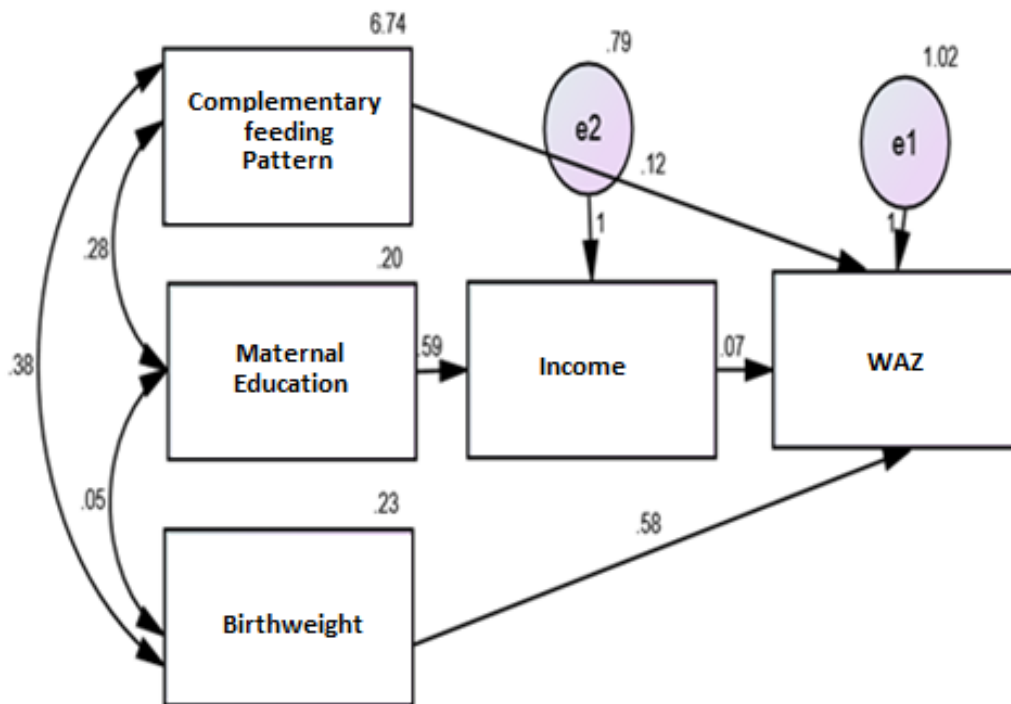 6.74
.79
1.02
Complementary
feeding
Pattern
e2
e1
.12
1
1
.28
.20
.38
Maternal
Education
.59
Income
.07
WAZ
.05
.23
.58
Birthweight